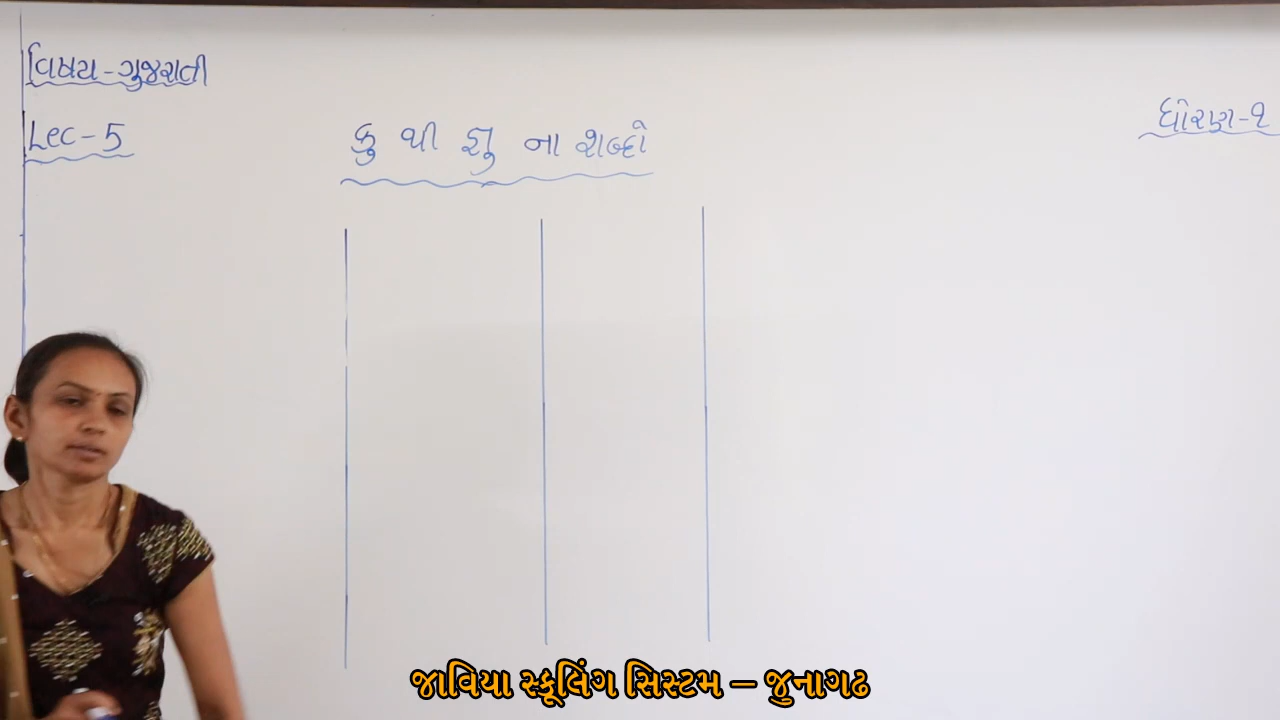 વિષય - ગુજરાતી
Lec - 5
ધોરણ - ૧
કુ થી જ્ઞુ ના શબ્દો
જાવિયા સ્કૂલિંગ સિસ્ટમ – જુનાગઢ